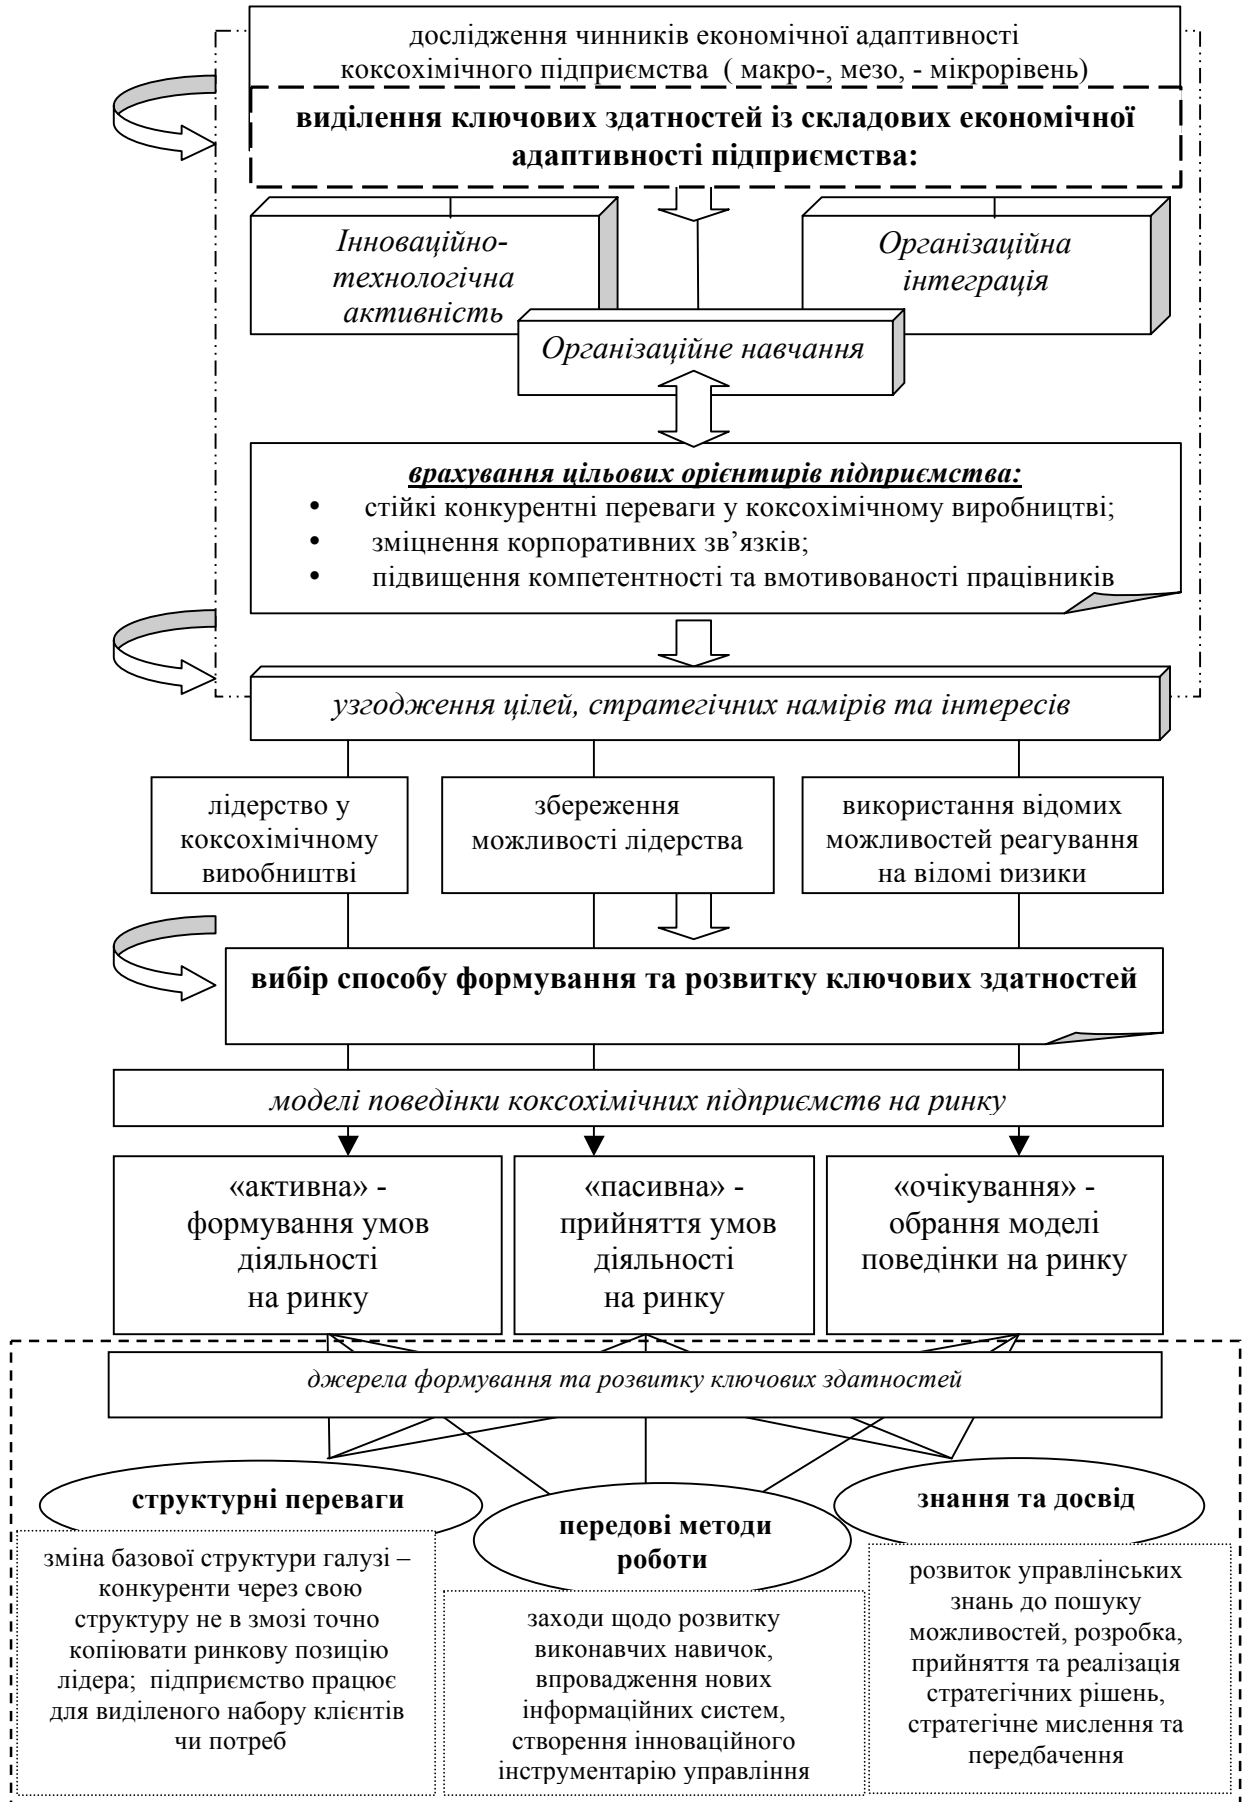 дослідження чинників економічної адаптивності
коксохімічного підприємства ( макро-, мезо, - мікрорівень)
виділення ключових здатностей із складових економічної
адаптивності підприємства:
Інноваційно-
технологічна
активність
Організаційна
інтеграція
Організаційне навчання
врахування цільових орієнтирів підприємства:
• стійкі конкурентні переваги у коксохімічному виробництві;
• зміцнення корпоративних зв’язків;
• підвищення компетентності та вмотивованості працівників
узгодження цілей, стратегічних намірів та інтересів
лідерство у
коксохімічному
виробництві
збереження
можливості лідерства
використання відомих
можливостей реагування
на відомі ризики
вибір способу формування та розвитку ключових здатностей
моделі поведінки коксохімічних підприємств на ринку
«активна» -
формування умов
діяльності
на ринку
«пасивна» -
прийняття умов
діяльності
на ринку
«очікування» -
обрання моделі
поведінки на ринку
джерела формування та розвитку ключових здатностей
структурні переваги
зміна базової структури галузі –
конкуренти через свою
структуру не в змозі точно
копіювати ринкову позицію
лідера; підприємство працює
для виділеного набору клієнтів
чи потреб
передові методи
роботи
заходи щодо розвитку
виконавчих навичок,
впровадження нових
інформаційних систем,
створення інноваційного
інструментарію управління
знання та досвід
розвиток управлінських
знань до пошуку
можливостей, розробка,
прийняття та реалізація
стратегічних рішень,
стратегічне мислення та
передбачення